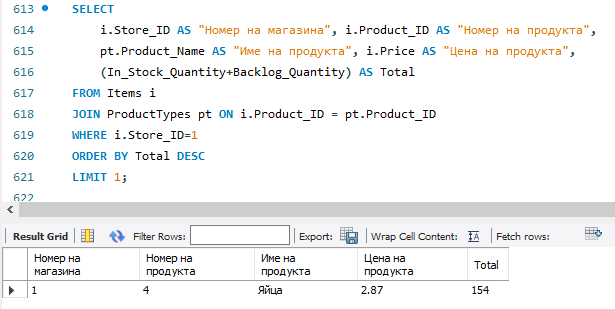 613 SELECT
614 i.Store_ID AS "Номер на магазина", i.Product_ID AS "Номер на продукта",
615 pt.Product_Name AS "Име на продукта", i.Price AS "Цена на продукта",
616 (In_Stock_Quantity+Backlog_Quantity) AS Total
617 FROM Items i
618 JOIN ProductTypes pt ON i.Product_ID = pt.Product_ID
619 WHERE i.Store_ID=1
620 ORDER BY Total DESC
621 LIMIT 1;
622
Result Grid Filter Rows: Export: Wrap Cell Content: IA Fetch rows:
Номер на Номер на Име на Цена на Total
магазина продукта продукта продукта
1 4 Яйца 2.87 154